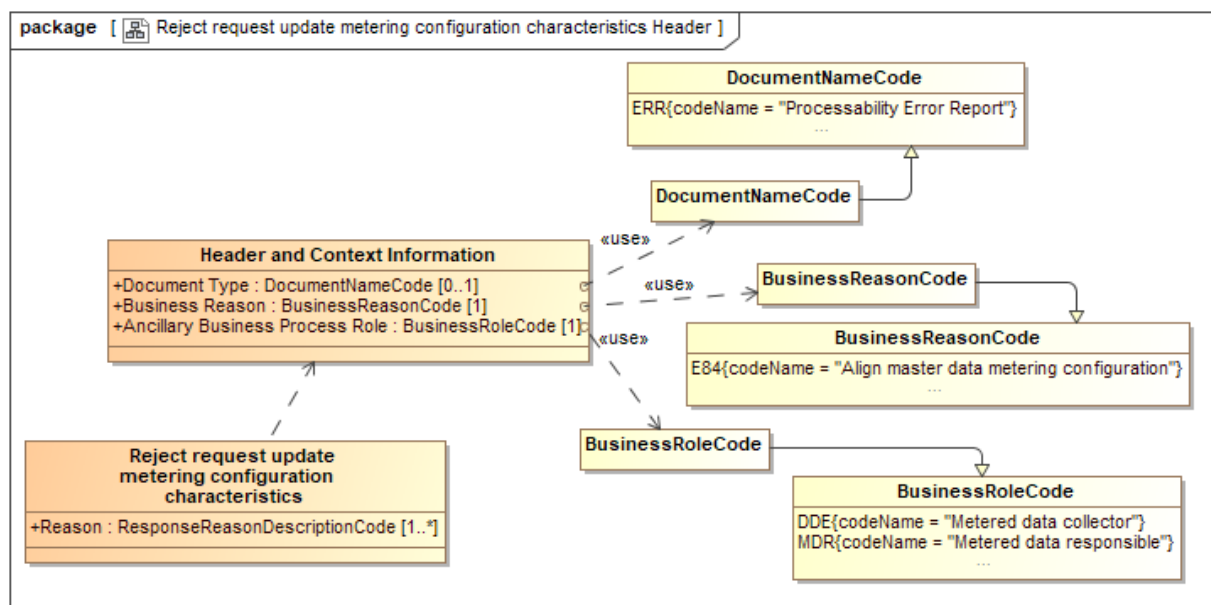 package [ Reject request update metering configuration characteristics Header ]
DocumentNameCode
ERR{codeName = "Processability Error Report"}
...
DocumentNameCode
«use»
Header and Context Information
+Document Type : DocumentNameCode [0..1]
+Business Reason : BusinessReasonCode [1]
+Ancillary Business Process Role : BusinessRoleCode [1]
«use»
BusinessReasonCode
«use»
BusinessReasonCode
E84{codeName = "Align master data metering configuration"}
...
BusinessRoleCode
Reject request update
metering configuration
characteristics
+Reason : ResponseReasonDescriptionCode [1..*]
BusinessRoleCode
DDE{codeName = "Metered data collector"}
MDR{codeName = "Metered data responsible"}
...